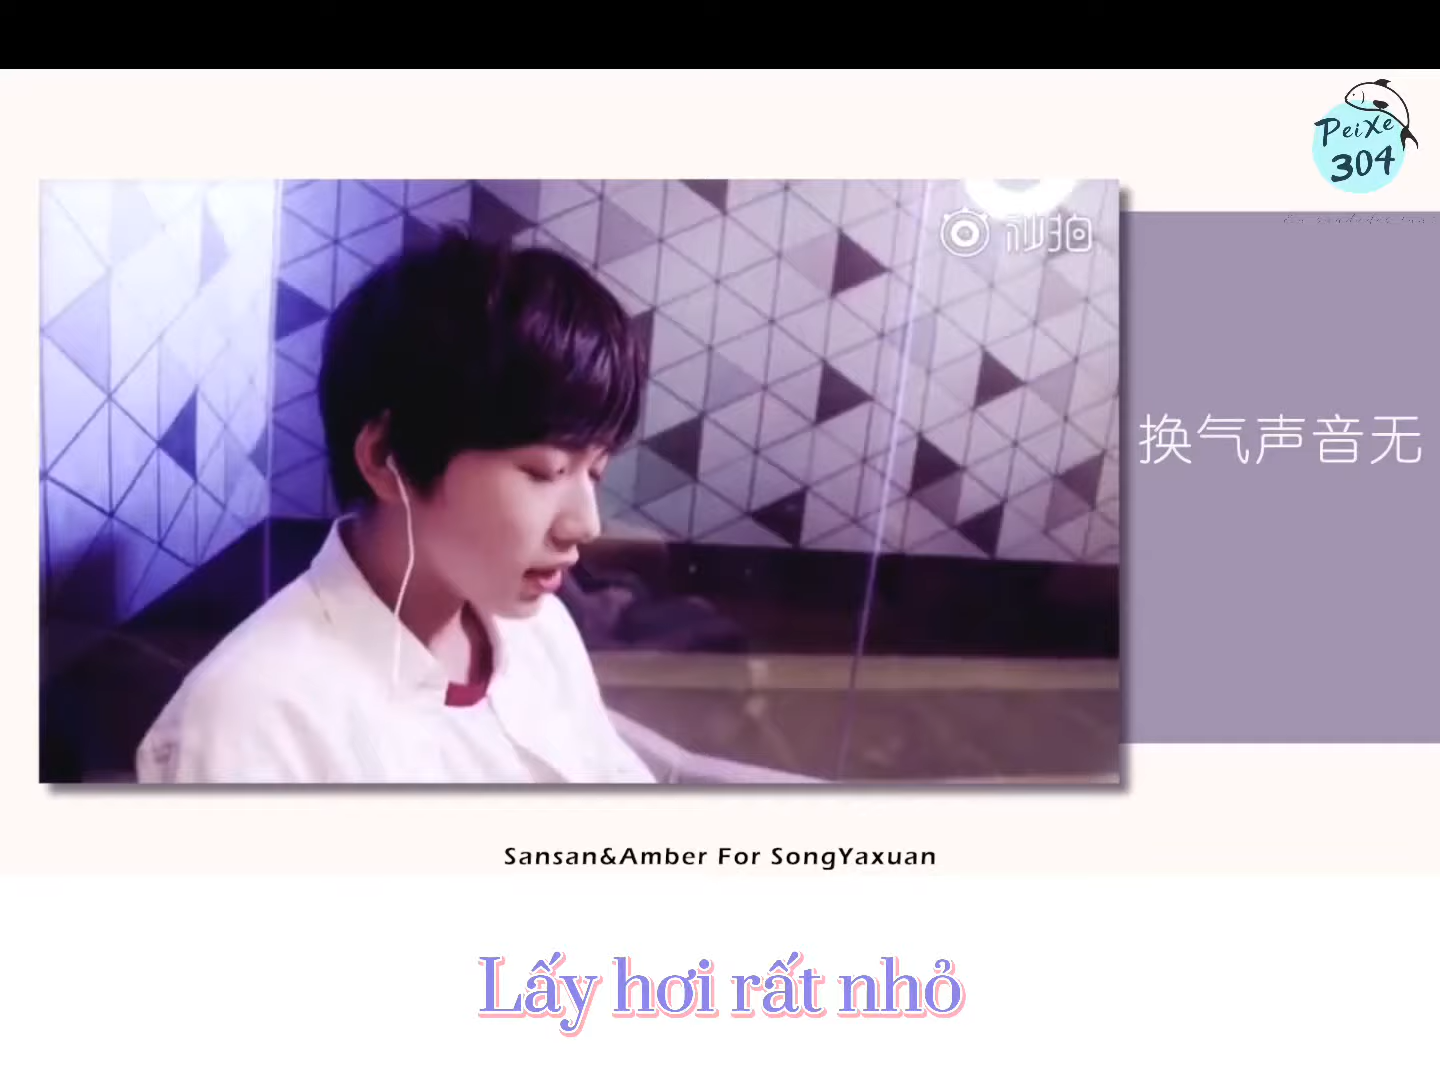 PeiXe
304
秒拍
换气声音无
Sansan&Amber For SongYaxuan
Lấy hơi rất nhỏ